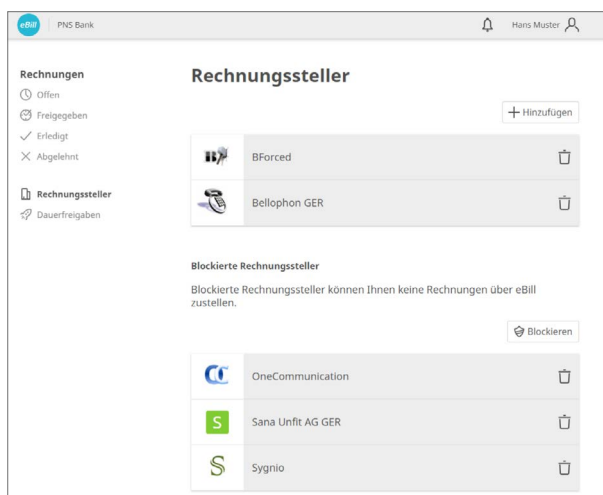 eBill
PNS Bank
Hans Muster
Rechnungen
Offen
Freigegeben
Erledigt
Abgelehnt
Rechnungssteller
Dauerfreigaben
Rechnungssteller
Hinzufügen
BForced
Bellophon GER
Blockierte Rechnungssteller
Blockierte Rechnungssteller können Ihnen keine Rechnungen über eBill
zustellen.
Blockieren
OneCommunication
S
Sana Unfit AG GER
S
Sygnio